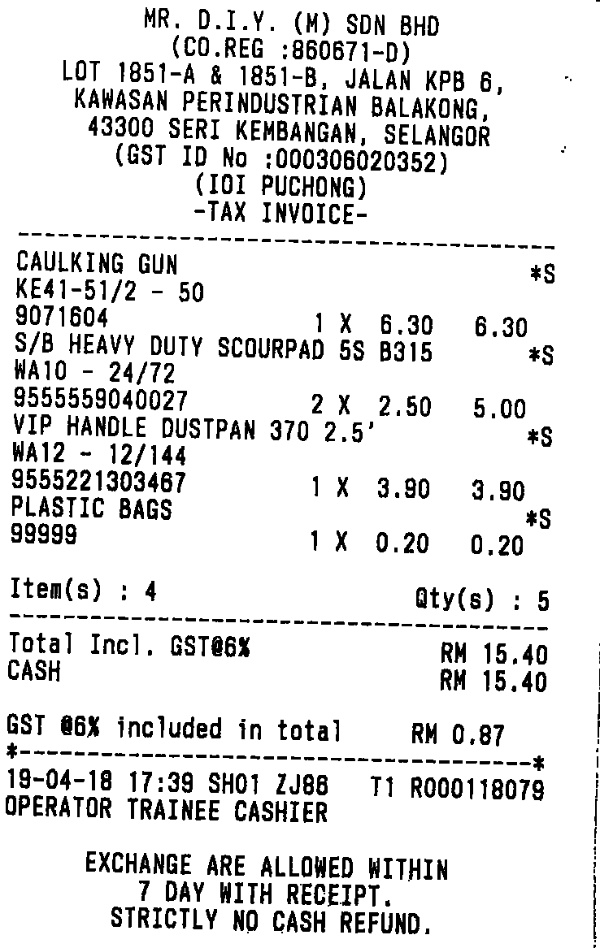 MR. D.I.Y. (M) SDN BHD
(CO.REG :860671-D)
LOT 1851-A & 1851-B, JALAN KPB 6,
KAWASAN PERINDUSTRIAN BALAKONG,
43300 SERI KEMBANGAN, SELANGOR
(GST ID No :000306020352)
(IOI PUCHONG)
-TAX INVOICE-
CAULKING GUN *S
KE41-51/2 - 50
9071604 1 X 6.30 6.30
S/B HEAVY DUTY SCOURPAD 5S B315 *S
WA10 - 24/72
9555559040027 2 X 2.50 5.00
VIP HANDLE DUSTPAN 370 2.5' *S
WA12 - 12/144
9555221303467 1 X 3.90 3.90
PLASTIC BAGS *S
99999 1 X 0.20 0.20
Item(s) : 4 Qty(s) : 5
Total Incl. GST@6% RM 15.40
CASH RM 15.40
GST @6% included in total RM 0.87
19-04-18 17:39 SH01 ZJ86 T1 R000118079
OPERATOR TRAINEE CASHIER
EXCHANGE ARE ALLOWED WITHIN
7 DAY WITH RECEIPT.
STRICTLY NO CASH REFUND.